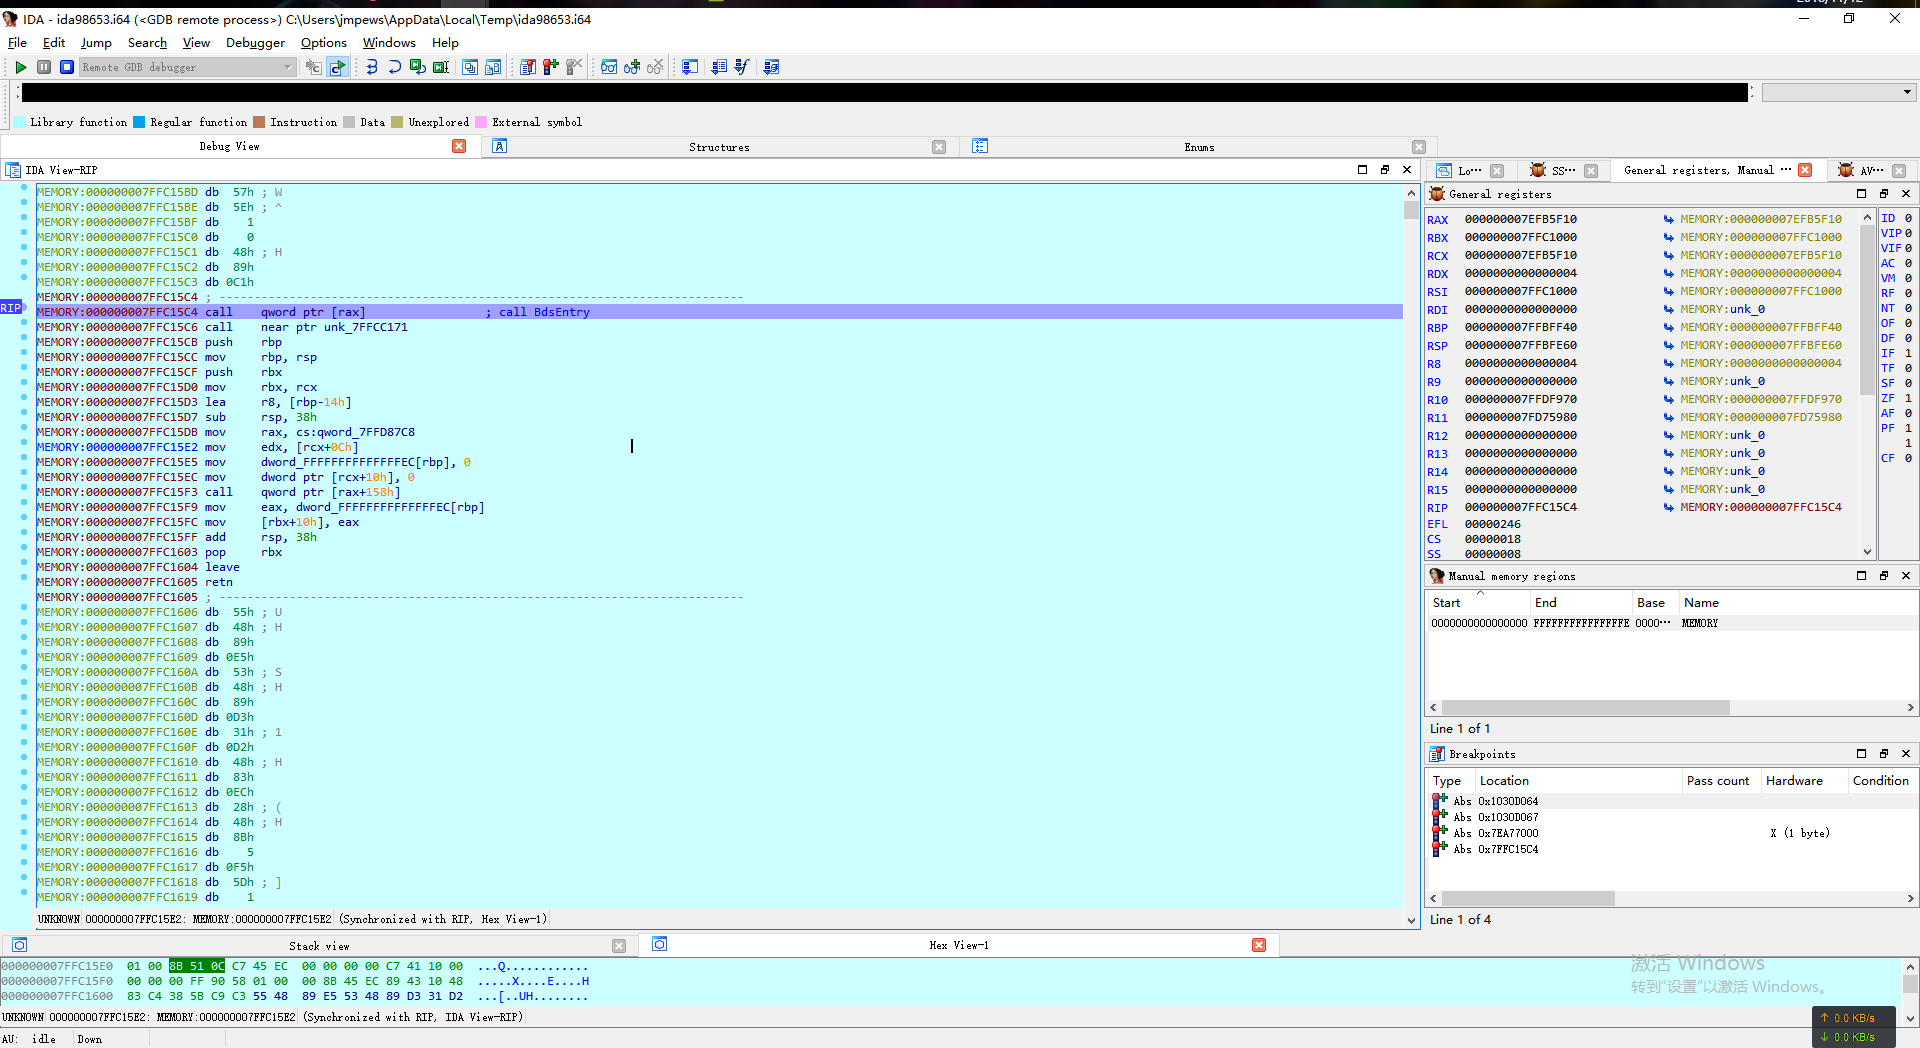 IDA - ida98653.i64 (<GDB remote process>) C:\Users\jmpews\AppData\Local\Temp\ida98653.i64
File Edit Jump Search View Debugger Options Windows Help
Remote GDB debugger
Library function Regular function Instruction Data Unexplored External symbol
Debug View Structures Enums
IDA View-RIP
MEMORY:000000007FFC15BD db 57h ; W
MEMORY:000000007FFC15BE db 5Eh ; ^
MEMORY:000000007FFC15BF db 1
MEMORY:000000007FFC15C0 db 0
MEMORY:000000007FFC15C1 db 48h ; H
MEMORY:000000007FFC15C2 db 89h
MEMORY:000000007FFC15C3 db 0C1h
MEMORY:000000007FFC15C4 ; ---------------------------------------------------------------------------
RIP
MEMORY:000000007FFC15C4 call qword ptr [rax] ; call BdsEntry
MEMORY:000000007FFC15C6 call near ptr unk_7FFCC171
MEMORY:000000007FFC15CB push rbp
MEMORY:000000007FFC15CC mov rbp, rsp
MEMORY:000000007FFC15CF push rbx
MEMORY:000000007FFC15D0 mov rbx, rcx
MEMORY:000000007FFC15D3 lea r8, [rbp-14h]
MEMORY:000000007FFC15D7 sub rsp, 38h
MEMORY:000000007FFC15DB mov rax, cs:qword_7FFD87C8
MEMORY:000000007FFC15E2 mov edx, [rcx+0Ch]
MEMORY:000000007FFC15E5 mov dword_FFFFFFFFFFFFFFEC[rbp], 0
MEMORY:000000007FFC15EC mov dword ptr [rcx+10h], 0
MEMORY:000000007FFC15F3 call qword ptr [rax+158h]
MEMORY:000000007FFC15F9 mov eax, dword_FFFFFFFFFFFFFFEC[rbp]
MEMORY:000000007FFC15FC mov [rbx+10h], eax
MEMORY:000000007FFC15FF add rsp, 38h
MEMORY:000000007FFC1603 pop rbx
MEMORY:000000007FFC1604 leave
MEMORY:000000007FFC1605 retn
MEMORY:000000007FFC1605 ; ---------------------------------------------------------------------------
MEMORY:000000007FFC1606 db 55h ; U
MEMORY:000000007FFC1607 db 48h ; H
MEMORY:000000007FFC1608 db 89h
MEMORY:000000007FFC1609 db 0E5h
MEMORY:000000007FFC160A db 53h ; S
MEMORY:000000007FFC160B db 48h ; H
MEMORY:000000007FFC160C db 89h
MEMORY:000000007FFC160D db 0D3h
MEMORY:000000007FFC160E db 31h ; 1
MEMORY:000000007FFC160F db 0D2h
MEMORY:000000007FFC1610 db 48h ; H
MEMORY:000000007FFC1611 db 83h
MEMORY:000000007FFC1612 db 0ECh
MEMORY:000000007FFC1613 db 28h ; (
MEMORY:000000007FFC1614 db 48h ; H
MEMORY:000000007FFC1615 db 8Bh
MEMORY:000000007FFC1616 db 5
MEMORY:000000007FFC1617 db 0F5h
MEMORY:000000007FFC1618 db 5Dh ; ]
MEMORY:000000007FFC1619 db 1
UNKNOWN 000000007FFC15E2: MEMORY:000000007FFC15E2 (Synchronized with RIP, Hex View-1)
Lo··· SS··· General registers, Manual ··· AV···
General registers
RAX 000000007EFB5F10 MEMORY:000000007EFB5F10
RBX 000000007FFC1000 MEMORY:000000007FFC1000
RCX 000000007EFB5F10 MEMORY:000000007EFB5F10
RDX 0000000000000004 MEMORY:0000000000000004
RSI 000000007FFC1000 MEMORY:000000007FFC1000
RDI 0000000000000000 MEMORY:unk_0
RBP 000000007FFBFF40 MEMORY:000000007FFBFF40
RSP 000000007FFBFE60 MEMORY:000000007FFBFE60
R8 0000000000000004 MEMORY:0000000000000004
R9 0000000000000000 MEMORY:unk_0
R10 000000007FFDF970 MEMORY:000000007FFDF970
R11 000000007FD75980 MEMORY:000000007FD75980
R12 0000000000000000 MEMORY:unk_0
R13 0000000000000000 MEMORY:unk_0
R14 0000000000000000 MEMORY:unk_0
R15 0000000000000000 MEMORY:unk_0
RIP 000000007FFC15C4 MEMORY:000000007FFC15C4
EFL 00000246
CS 00000018
SS 00000008
ID 0
VIP 0
VIF 0
AC 0
VM 0
RF 0
NT 0
OF 0
DF 0
IF 1
TF 0
SF 0
ZF 1
AF 0
PF 1
1
CF 0
Manual memory regions
Start End Base Name
0000000000000000 FFFFFFFFFFFFFFFE 0000··· MEMORY
Line 1 of 1
Breakpoints
Type Location Pass count Hardware Condition
Abs 0x1030D064
Abs 0x1030D067
Abs 0x7EA77000 X (1 byte)
Abs 0x7FFC15C4
Line 1 of 4
Stack view Hex View-1
000000007FFC15E0 01 00 8B 51 0C C7 45 EC 00 00 00 00 C7 41 10 00 ...Q............
000000007FFC15F0 00 00 00 FF 90 58 01 00 00 8B 45 EC 89 43 10 48 .....X....E....H
000000007FFC1600 83 C4 38 5B C9 C3 55 48 89 E5 53 48 89 D3 31 D2 ...[..UH........
UNKNOWN 000000007FFC15E2: MEMORY:000000007FFC15E2 (Synchronized with RIP, IDA View-RIP)
激活 Windows
转到"设置"以激活 Windows。
↑ 0.0 KB/s
↓ 0.0 KB/s
AU: idle Down